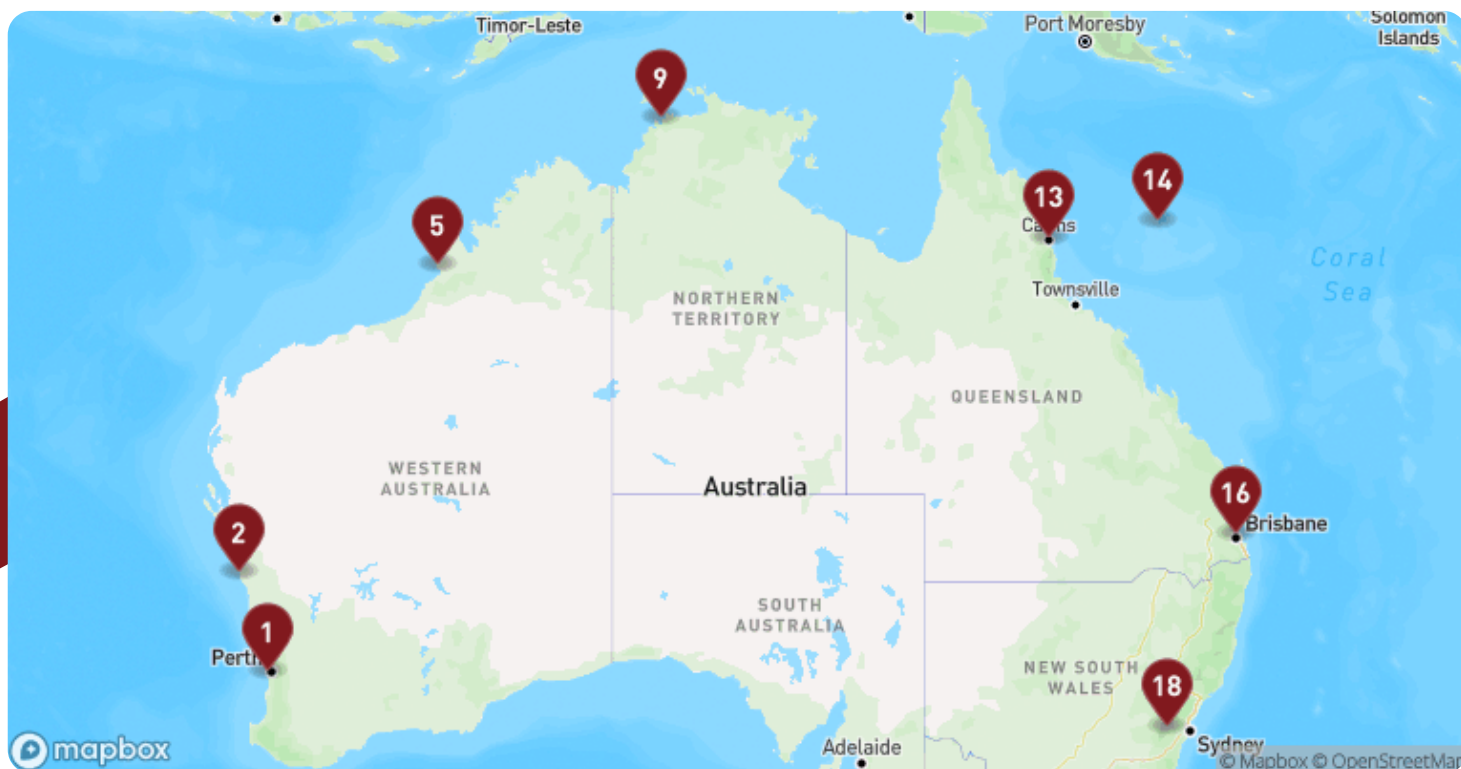 Timor-Leste
Port Moresby
Solomon
Islands
9
14
13
Cairns
5
Coral
Sea
Townsville
NORTHERN
TERRITORY
QUEENSLAND
WESTERN
AUSTRALIA
Australia
16
Brisbane
2
SOUTH
AUSTRALIA
1
Perth
NEW SOUTH
WALES
18
Sydney
Adelaide
mapbox
© Mapbox © OpenStreetMap